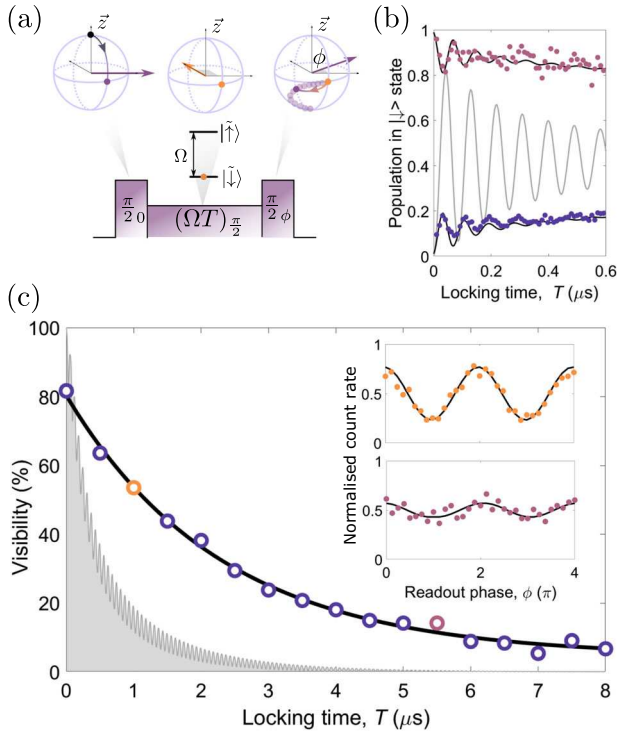 (a)
z⃗
z⃗
z⃗
ϕ
Ω
|↑̃⟩
|↓̃⟩
π/2 0
(ΩT)π/2
π/2 ϕ
(b)
Population in |↓> state
1
0.8
0.6
0.4
0.2
0
0
0.2
0.4
0.6
Locking time, T (μs)
(c)
Visibility (%)
100
80
60
40
20
0
0
1
2
3
4
5
6
7
8
Locking time, T (μs)
Normalised count rate
1
0.5
0
1
0.5
0
0
2
4
Readout phase, ϕ (π)